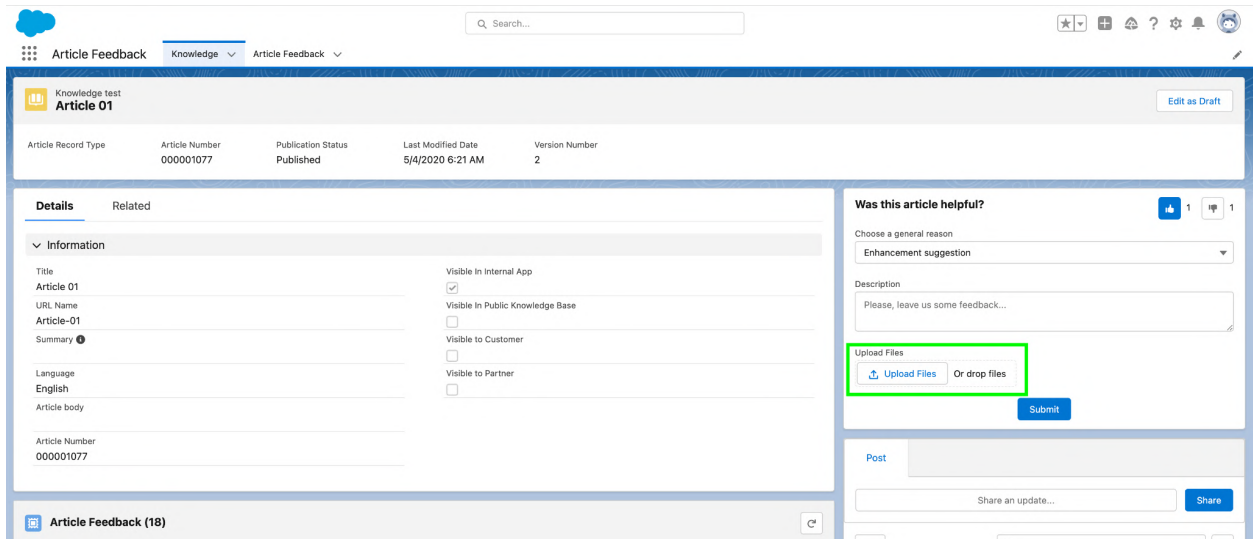 Search...
Article Feedback
Knowledge
Article Feedback
Knowledge test
Article 01
Edit as Draft
Article Record Type
Article Number
000001077
Publication Status
Published
Last Modified Date
5/4/2020 6:21 AM
Version Number
2
Details
Related
Information
Title
Article 01
URL Name
Article-01
Summary
Language
English
Article body
Article Number
000001077
Visible In Internal App
Visible In Public Knowledge Base
Visible to Customer
Visible to Partner
Article Feedback (18)
Was this article helpful?
1
1
Choose a general reason
Enhancement suggestion
Description
Please, leave us some feedback...
Upload Files
Upload Files
Or drop files
Submit
Post
Share an update...
Share